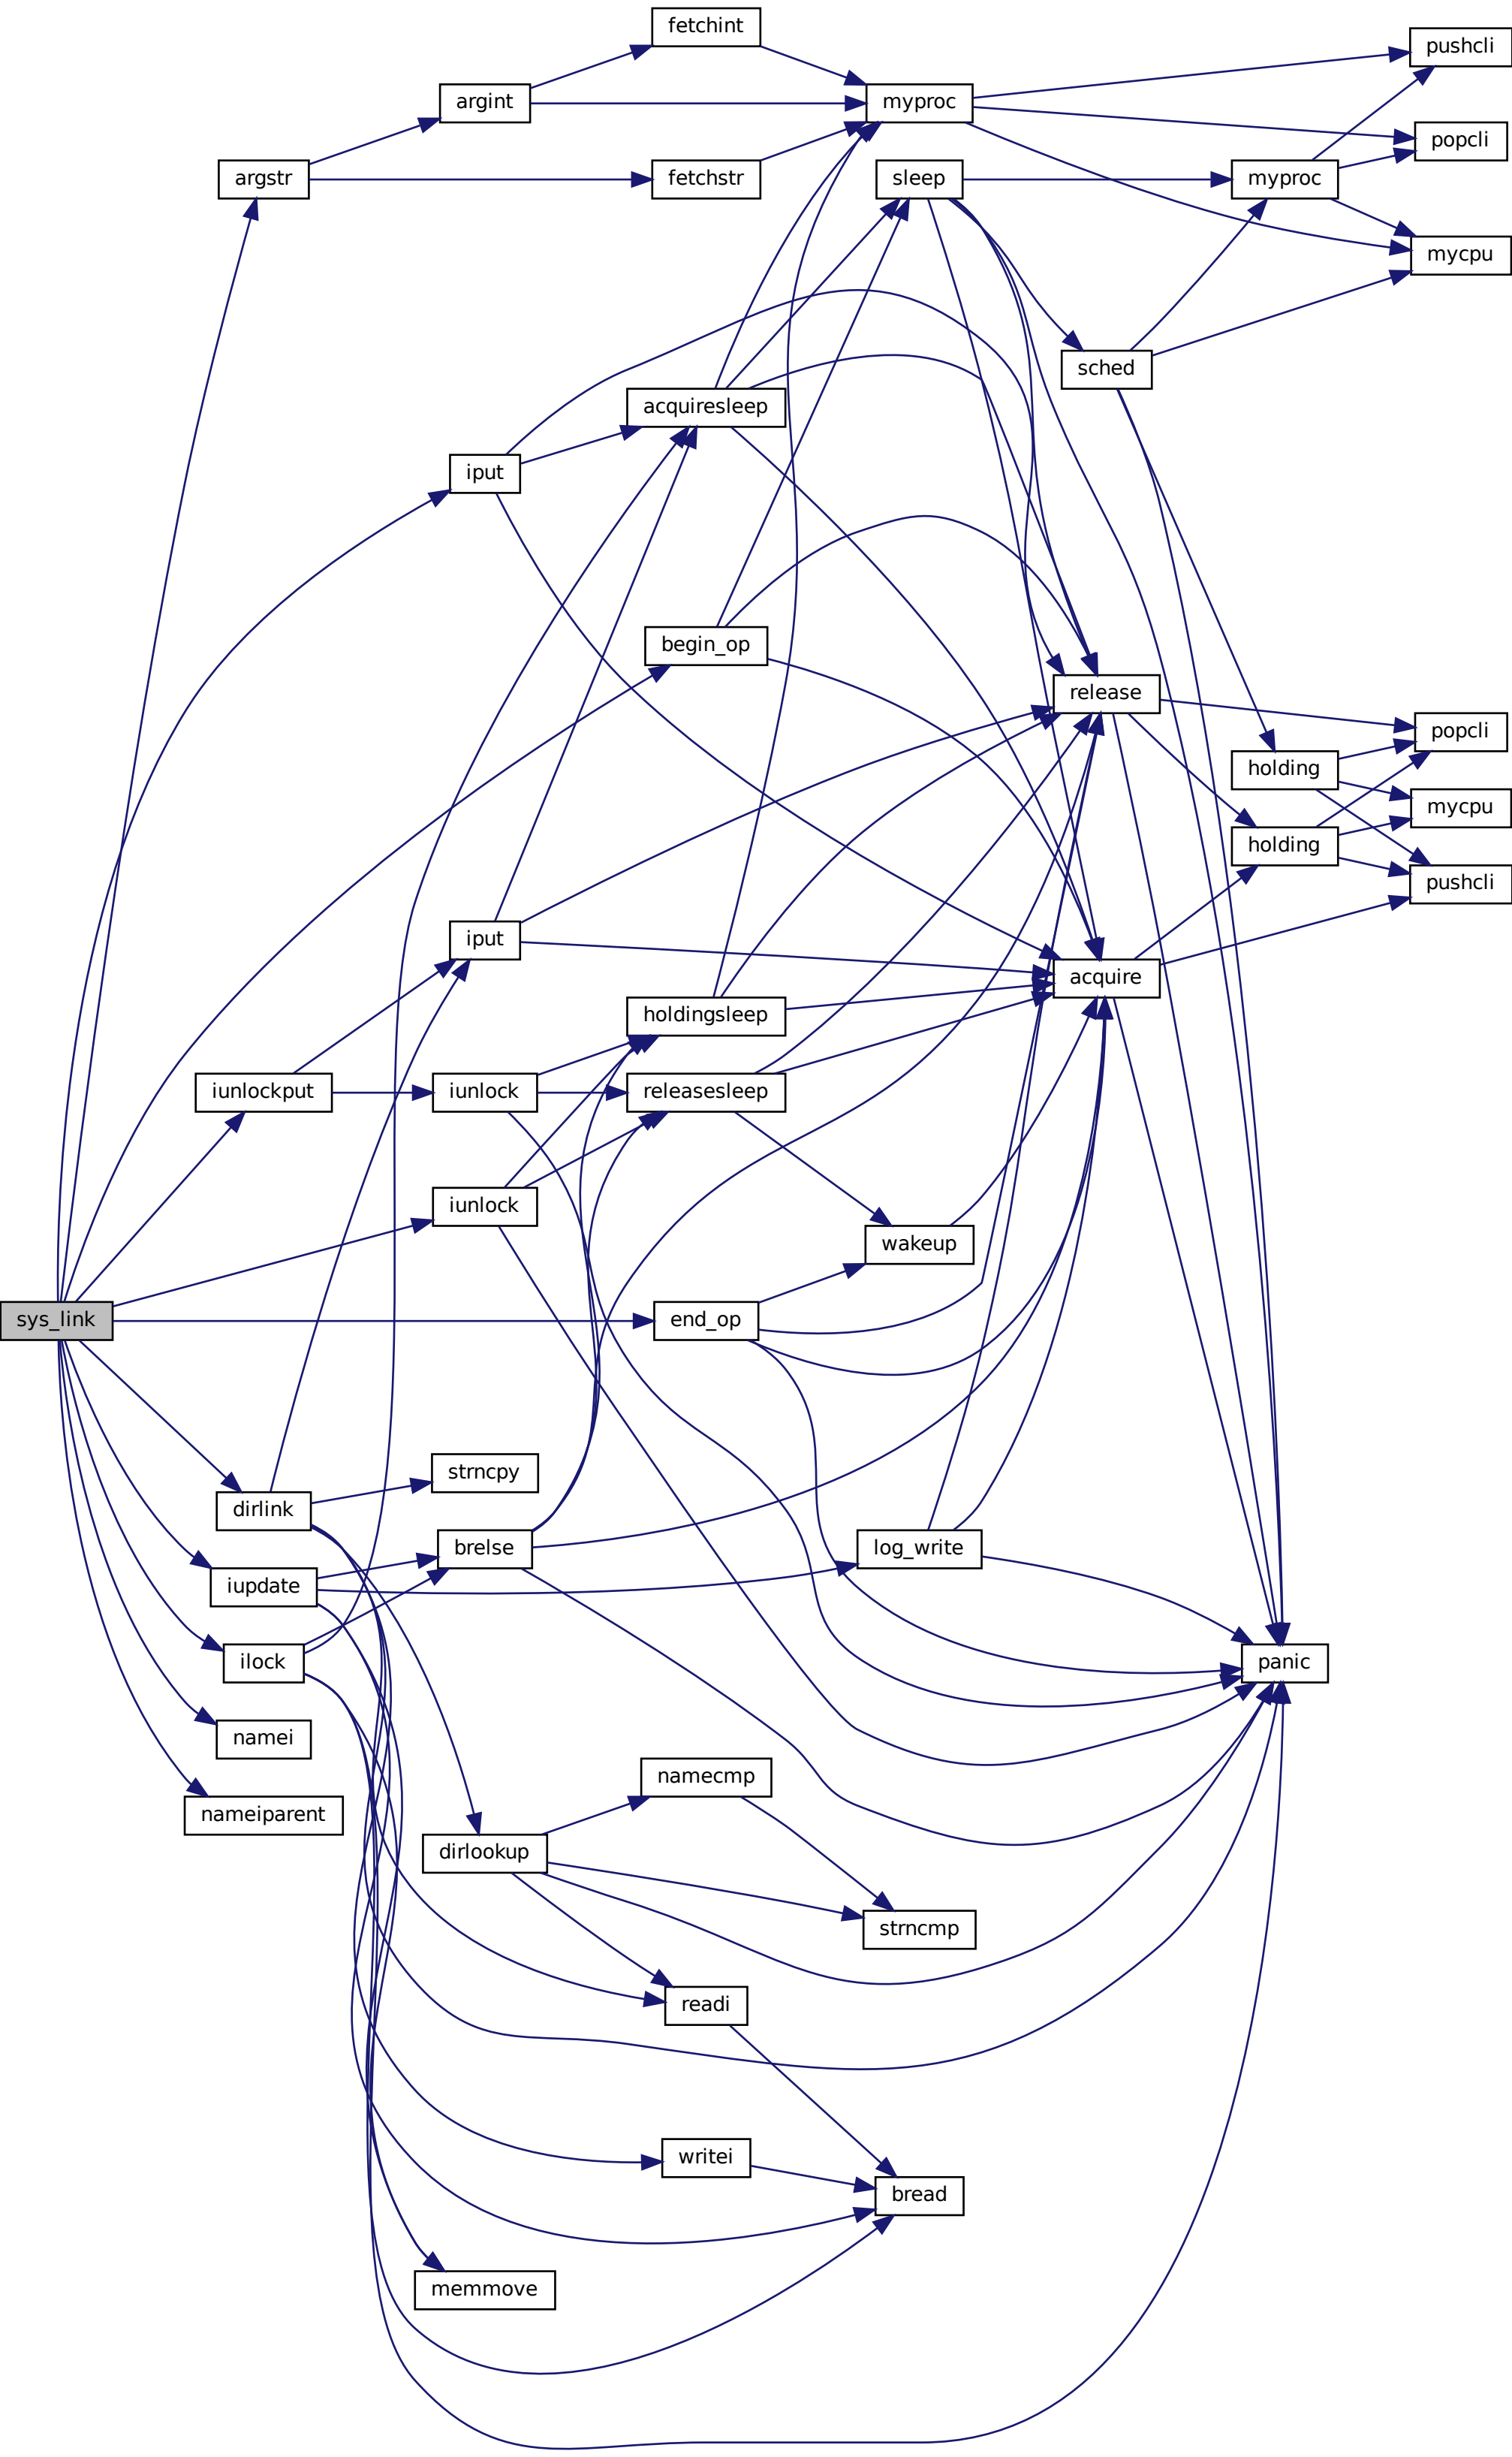 fetchint
pushcli
argint
myproc
popcli
argstr
fetchstr
sleep
myproc
mycpu
sched
acquiresleep
iput
begin_op
release
popcli
holding
mycpu
holding
pushcli
iput
acquire
holdingsleep
iunlockput
iunlock
releasesleep
iunlock
wakeup
sys_link
end_op
strncpy
dirlink
brelse
log_write
iupdate
ilock
panic
namei
namecmp
nameiparent
dirlookup
strncmp
readi
writei
bread
memmove